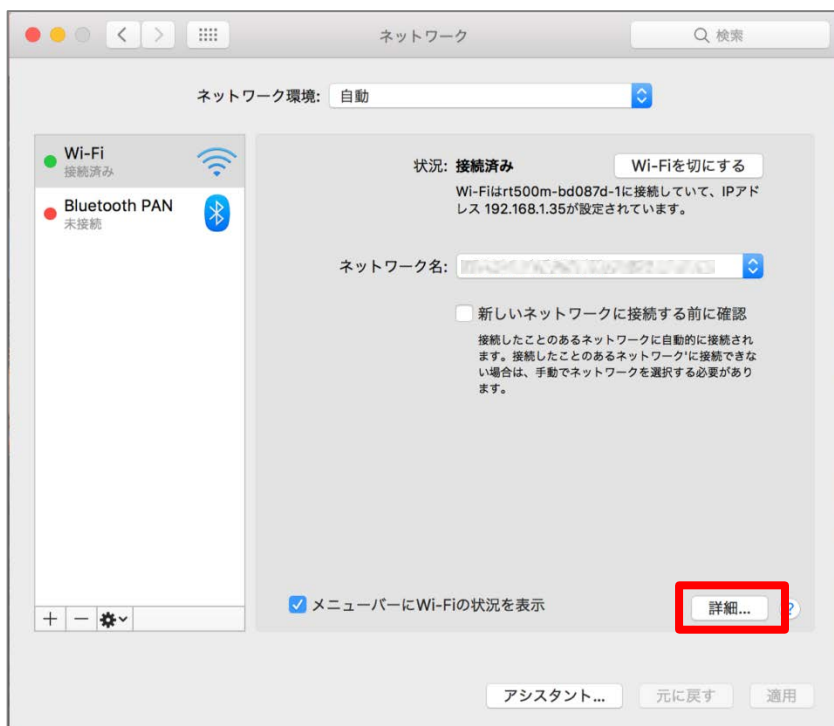 ネットワーク
検索
ネットワーク環境: 自動
Wi-Fi
接続済み
Bluetooth PAN
未接続
状況: 接続済み
Wi-Fiを切にする
Wi-Fiはrt500m-bd087d-1に接続していて、IPアド
レス 192.168.1.35が設定されています。
ネットワーク名:
新しいネットワークに接続する前に確認
接続したことのあるネットワークに自動的に接続され
ます。接続したことのあるネットワーク'に接続できな
い場合は、手動でネットワークを選択する必要があり
ます。
メニューバーにWi-Fiの状況を表示
詳細...
?
アシスタント...
元に戻す
適用